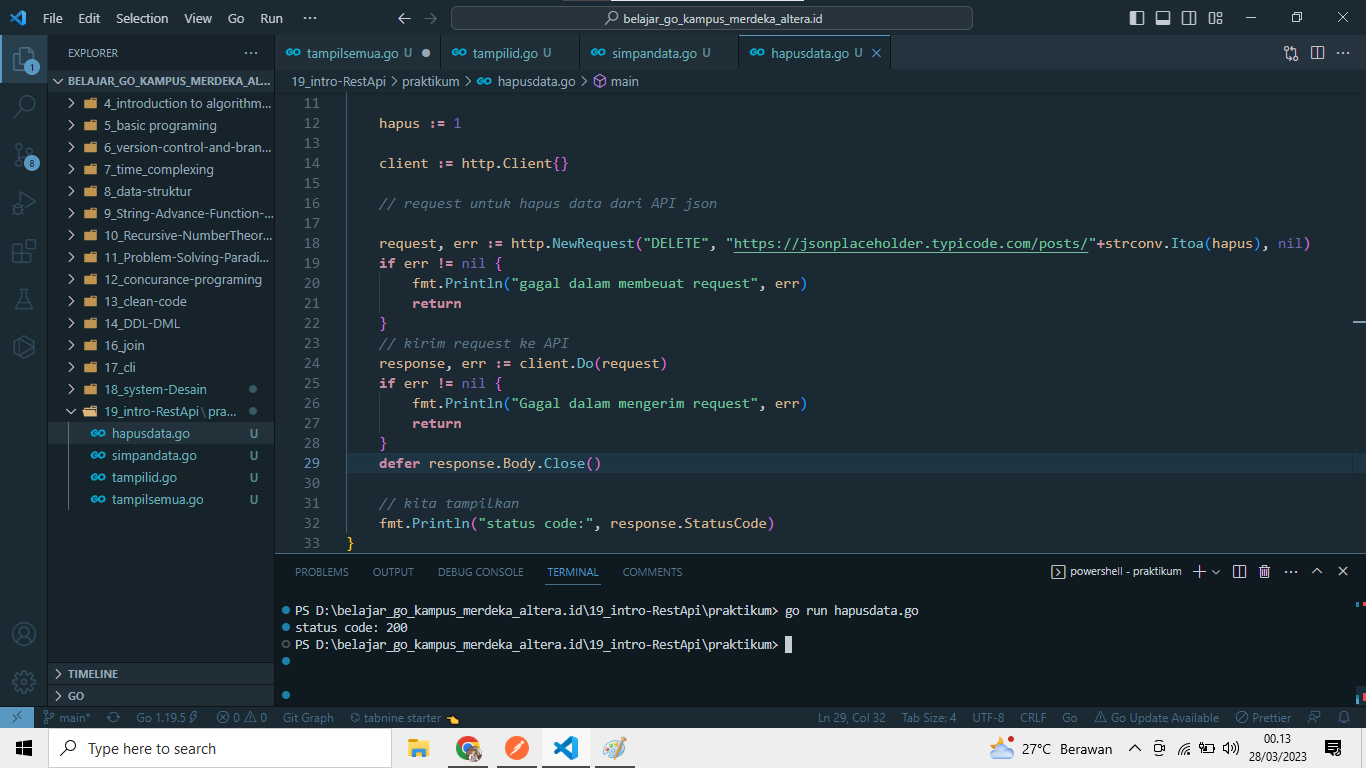 File Edit Selection View Go Run ··· belajar_go_kampus_merdeka_altera.id
EXPLORER ···
tampilsemua.go U tampilid.go U simpandata.go U hapusdata.go U
19_intro-RestApi > praktikum > hapusdata.go > main
BELAJAR_GO_KAMPUS_MERDEKA_AL...
4_introduction to algorithm...
5_basic programing
6_version-control-and-bran...
7_time_complexing
8_data-struktur
9_String-Advance-Function-...
10_Recursive-NumberTheor...
11_Problem-Solving-Paradi...
12_concurance-programing
13_clean-code
14_DDL-DML
16_join
17_cli
18_system-Desain
19_intro-RestApi \ pra...
hapusdata.go U
simpandata.go U
tampilid.go U
tampilsemua.go U
TIMELINE
GO
1
8
11
12 hapus := 1
13
14 client := http.Client{}
15
16 // request untuk hapus data dari API json
17
18 request, err := http.NewRequest("DELETE", "https://jsonplaceholder.typicode.com/posts/"+strconv.Itoa(hapus), nil)
19 if err != nil {
20 fmt.Println("gagal dalam membeuat request", err)
21 return
22 }
23 // kirim request ke API
24 response, err := client.Do(request)
25 if err != nil {
26 fmt.Println("Gagal dalam mengerim request", err)
27 return
28 }
29 defer response.Body.Close()
30
31 // kita tampilkan
32 fmt.Println("status code:", response.StatusCode)
33 }
PROBLEMS OUTPUT DEBUG CONSOLE TERMINAL COMMENTS powershell - praktikum
PS D:\belajar_go_kampus_merdeka_altera.id\19_intro-RestApi\praktikum> go run hapusdata.go
status code: 200
PS D:\belajar_go_kampus_merdeka_altera.id\19_intro-RestApi\praktikum>
main* Go 1.19.5 0 0 Git Graph tabnine starter Ln 29, Col 32 Tab Size: 4 UTF-8 CRLF Go Go Update Available Prettier
Type here to search 27°C Berawan 00.13
28/03/2023